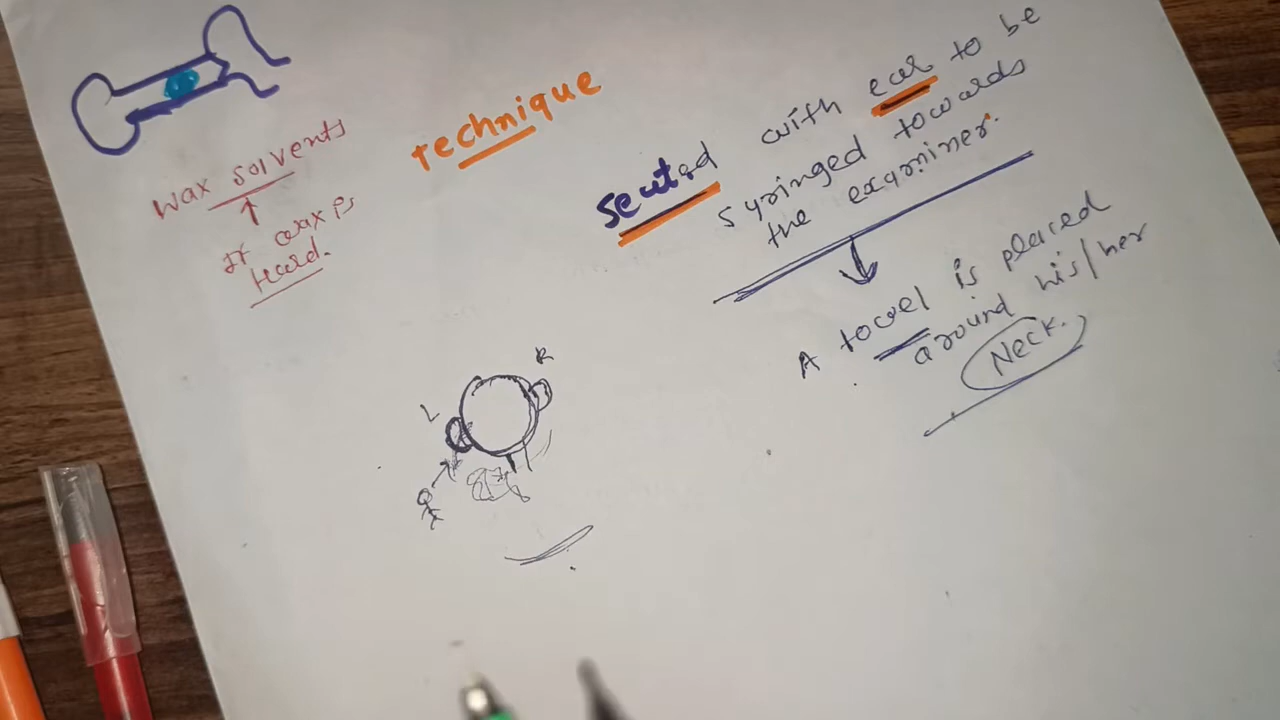 technique
wax solvents
If wax is
Hard.
Seated with ear to be
syringed towards
the examiner.
A towel is placed
around his/her
Neck.
R
L